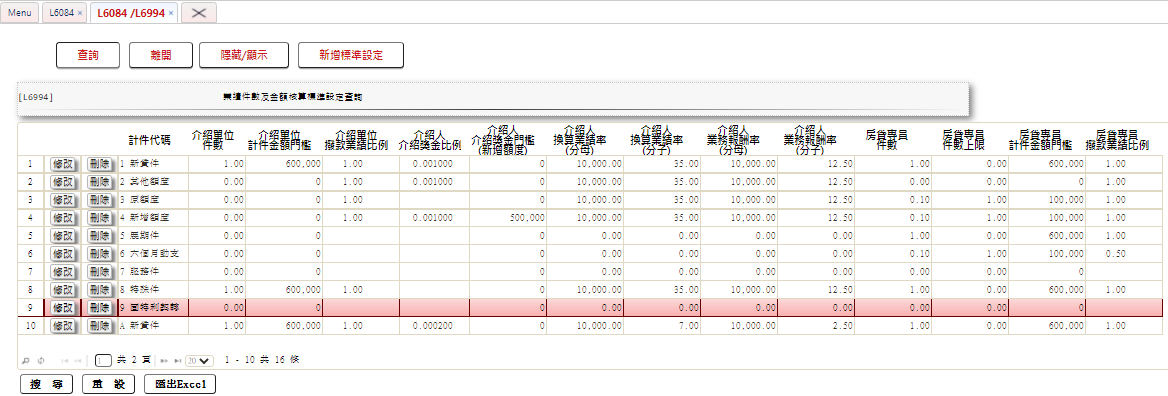 Menu L6084 × L6084 /L6994 ×
查詢 離開 隱藏/顯示 新增標準設定
[L6994] 業績件數及金額核算標準設定查詢
計件代碼 介紹單位件數 介紹單位計件金額門檻 介紹單位撥款業績比例 介紹人介紹獎金比例 介紹人介紹獎金門檻(新增額度) 介紹人換算業績率(分母) 介紹人換算業績率(分子) 介紹人業務報酬率(分母) 介紹人業務報酬率(分子) 房貸專員件數 房貸專員件數上限 房貸專員計件金額門檻 房貸專員撥款業績比例
1 修改 刪除 1 新貸件 1.00 600,000 1.00 0.001000 0 10,000.00 35.00 10,000.00 12.50 1.00 0.00 600,000 1.00
2 修改 刪除 2 其他額度 0.00 0 1.00 0.001000 0 10,000.00 35.00 10,000.00 12.50 0.00 0.00 0 1.00
3 修改 刪除 3 原額度 0.00 0 1.00 0 10,000.00 35.00 10,000.00 12.50 0.10 1.00 100,000 1.00
4 修改 刪除 4 新增額度 0.00 0 1.00 0.001000 500,000 10,000.00 35.00 10,000.00 12.50 0.10 1.00 100,000 1.00
5 修改 刪除 5 展期件 0.00 0 0 0.00 0.00 0.00 0.00 1.00 0.00 600,000 1.00
6 修改 刪除 6 六個月動支 0.00 0 0 0.00 0.00 0.00 0.00 0.10 1.00 100,000 0.50
7 修改 刪除 7 服務件 0.00 0 0 0.00 0.00 0.00 0.00 0.00 0.00 0
8 修改 刪除 8 特殊件 1.00 600,000 1.00 0 10,000.00 35.00 10,000.00 12.50 1.00 0.00 600,000 1.00
9 修改 刪除 9 固特利契轉 0.00 0 0 0.00 0.00 0.00 0.00 0.00 0.00 0
10 修改 刪除 A 新貸件 1.00 600,000 1.00 0.000200 0 10,000.00 7.00 10,000.00 2.50 1.00 0.00 600,000 1.00
1 共 2 頁 20 1 - 10 共 16 條
搜 尋 重 設 匯出Excel